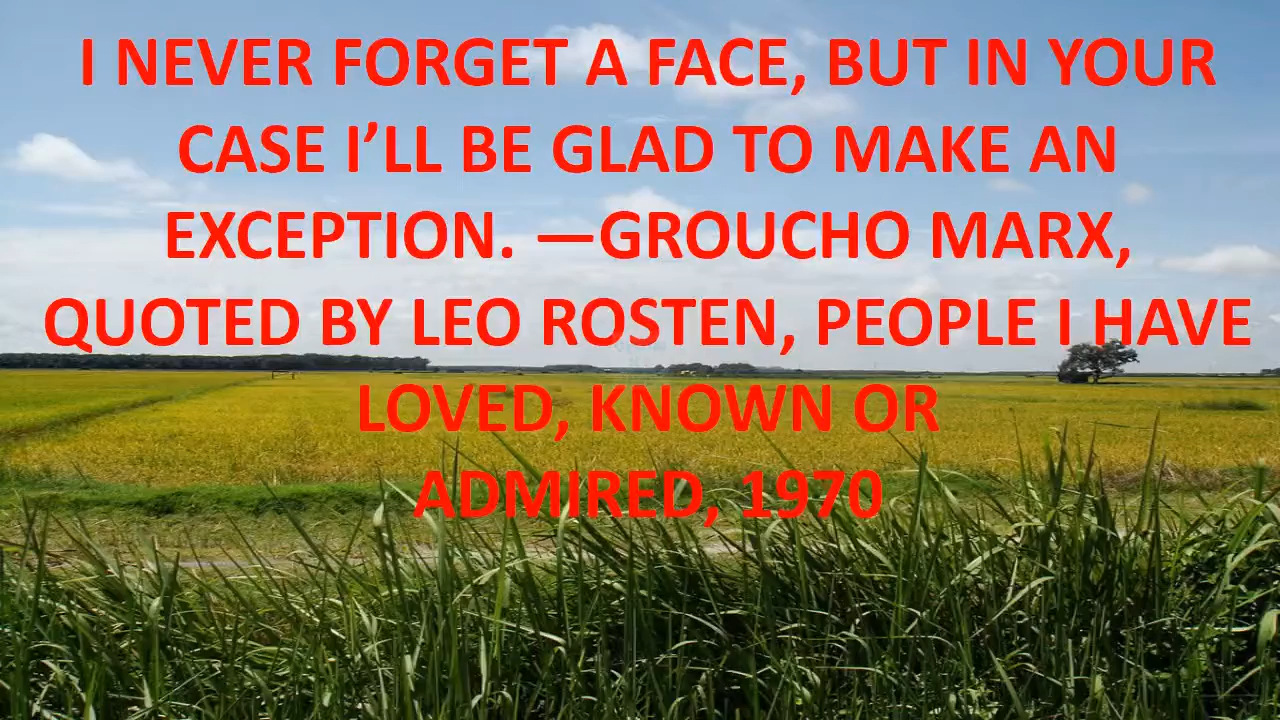 I NEVER FORGET A FACE, BUT IN YOUR
CASE I’LL BE GLAD TO MAKE AN
EXCEPTION. —GROUCHO MARX,
QUOTED BY LEO ROSTEN, PEOPLE I HAVE
LOVED, KNOWN OR
ADMIRED, 1970